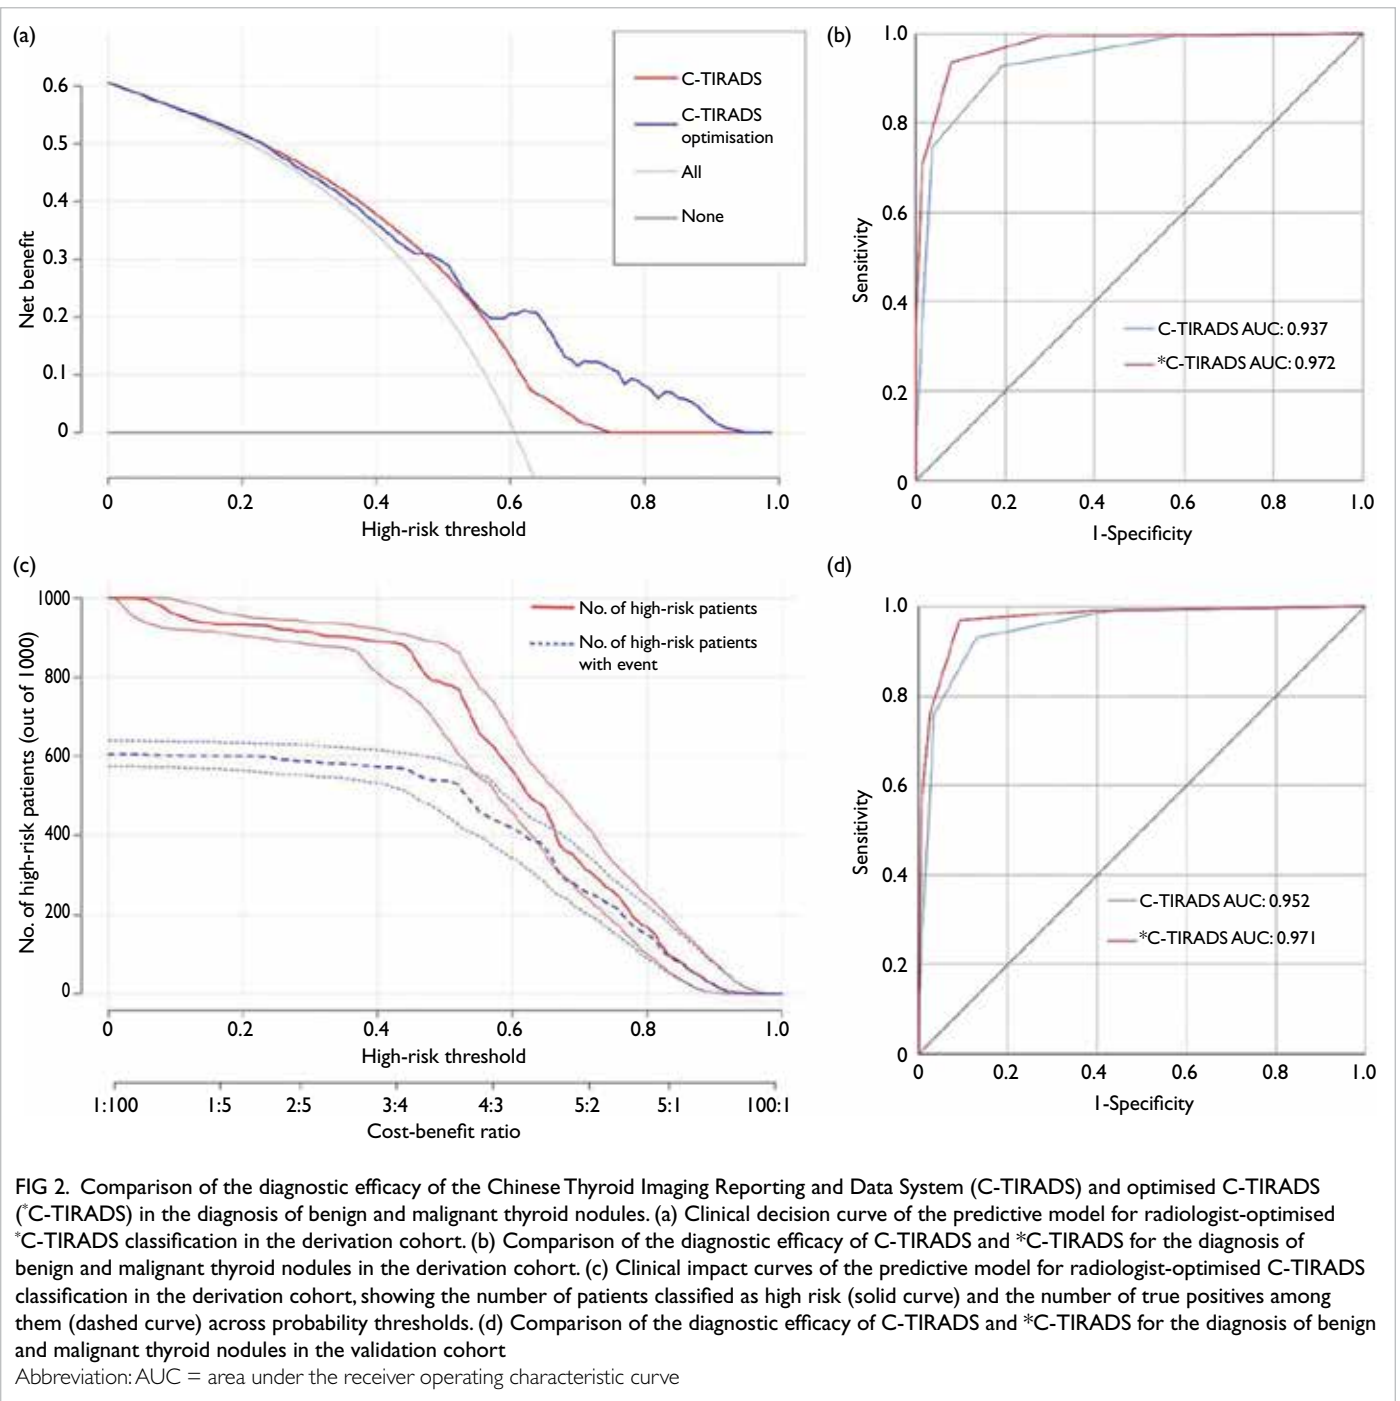 (a)
C-TIRADS
C-TIRADS
optimisation
All
None
Net benefit
0.6
0.5
0.4
0.3
0.2
0.1
0
0 0.2 0.4 0.6 0.8 1.0
High-risk threshold
(b)
Sensitivity
1.0
0.8
0.6
0.4
0.2
0
C-TIRADS AUC: 0.937
*C-TIRADS AUC: 0.972
0 0.2 0.4 0.6 0.8 1.0
1-Specificity
(c)
No. of high-risk patients (out of 1000)
1000
800
600
400
200
0
No. of high-risk patients
No. of high-risk patients
with event
0 0.2 0.4 0.6 0.8 1.0
High-risk threshold
1:100 1:5 2:5 3:4 4:3 5:2 5:1 100:1
Cost-benefit ratio
(d)
Sensitivity
1.0
0.8
0.6
0.4
0.2
0
C-TIRADS AUC: 0.952
*C-TIRADS AUC: 0.971
0 0.2 0.4 0.6 0.8 1.0
1-Specificity
FIG 2. Comparison of the diagnostic efficacy of the Chinese Thyroid Imaging Reporting and Data System (C-TIRADS) and optimised C-TIRADS
(*C-TIRADS) in the diagnosis of benign and malignant thyroid nodules. (a) Clinical decision curve of the predictive model for radiologist-optimised
*C-TIRADS classification in the derivation cohort. (b) Comparison of the diagnostic efficacy of C-TIRADS and *C-TIRADS for the diagnosis of
benign and malignant thyroid nodules in the derivation cohort. (c) Clinical impact curves of the predictive model for radiologist-optimised C-TIRADS
classification in the derivation cohort, showing the number of patients classified as high risk (solid curve) and the number of true positives among
them (dashed curve) across probability thresholds. (d) Comparison of the diagnostic efficacy of C-TIRADS and *C-TIRADS for the diagnosis of benign
and malignant thyroid nodules in the validation cohort
Abbreviation: AUC = area under the receiver operating characteristic curve